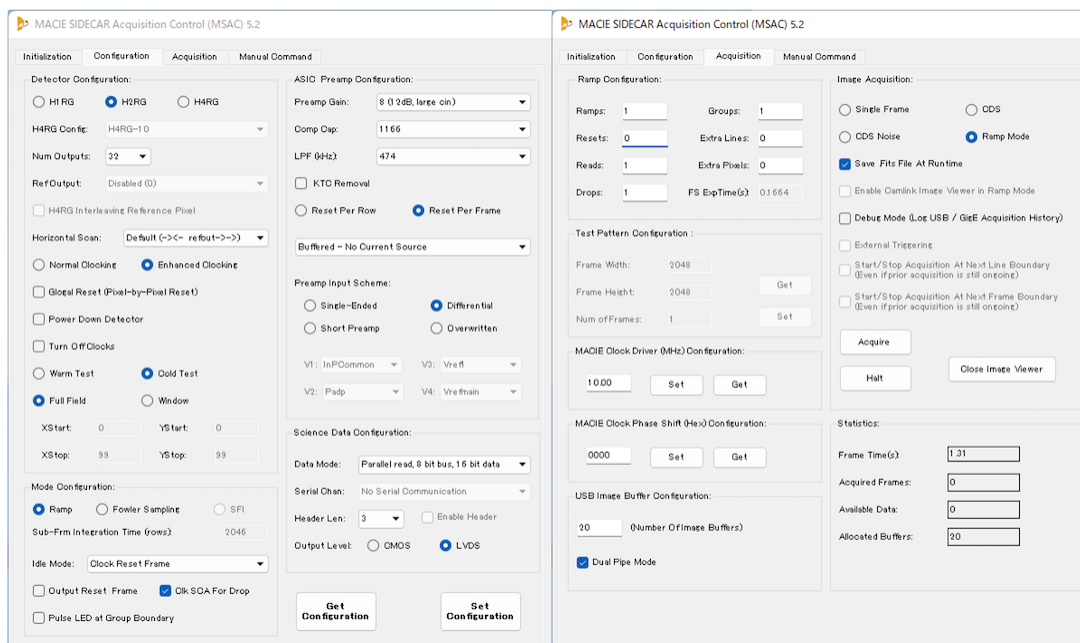 MACIE SIDECAR Acquisition Control (MSAC) 5.2
Initialization Configuration Acquisition Manual Command
Detector Configuration:
H1RG H2RG H4RG
H4RG Config: H4RG-10
Num Outputs: 32
Ref Output: Disabled (0)
H4RG Interleaving Reference Pixel
Horizontal Scan: Default (-><- refout->->)
Normal Clocking Enhanced Clocking
Global Reset (Pixel-by-Pixel Reset)
Power Down Detector
Turn Off Clocks
Warm Test Cold Test
Full Field Window
XStart: 0 YStart: 0
XStop: 99 YStop: 99
Mode Configuration:
Ramp Fowler Sampling SFI
Sub-Frm Integration Time (rows): 2046
Idle Mode: Clock Reset Frame
Output Reset Frame Clk SCA For Drop
Pulse LED at Group Boundary
ASIC Preamp Configuration:
Preamp Gain: 8 (12dB, large cin)
Comp Cap: 1166
LPF (kHz): 474
KTC Removal
Reset Per Row Reset Per Frame
Buffered - No Current Source
Preamp Input Scheme:
Single-Ended Differential
Short Preamp Overwritten
V1: InPCommon V3: Vref1
V2: Padp V4: Vrefmain
Science Data Configuration:
Data Mode: Parallel read, 8 bit bus, 16 bit data
Serial Chan: No Serial Communication
Header Len: 3 Enable Header
Output Level: CMOS LVDS
Get
Configuration
Set
Configuration
MACIE SIDECAR Acquisition Control (MSAC) 5.2
Initialization Configuration Acquisition Manual Command
Ramp Configuration:
Ramps: 1 Groups: 1
Resets: 0 Extra Lines: 0
Reads: 1 Extra Pixels: 0
Drops: 1 FS ExpTime(s): 0.1664
Test Pattern Configuration :
Frame Width: 2048
Frame Height: 2048 Get
Num of Frames: 1 Set
MACIE Clock Driver (MHz) Configuration:
10.00 Set Get
MACIE Clock Phase Shift (Hex) Configuration:
0000 Set Get
USB Image Buffer Configuration:
20 (Number Of Image Buffers)
Dual Pipe Mode
Image Acquisition:
Single Frame CDS
CDS Noise Ramp Mode
Save .Fits File At Runtime
Enable Camlink Image Viewer in Ramp Mode
Debug Mode (Log USB / GigE Acquisition History)
External Triggering
Start/Stop Acquisition At Next Line Boundary
(Even if prior acquisition is still ongoing)
Start/Stop Acquisition At Next Frame Boundary
(Even if prior acquisition is still ongoing)
Acquire
Halt
Close Image Viewer
Statistics:
Frame Time(s): 1.31
Acquired Frames: 0
Available Data: 0
Allocated Buffers: 20